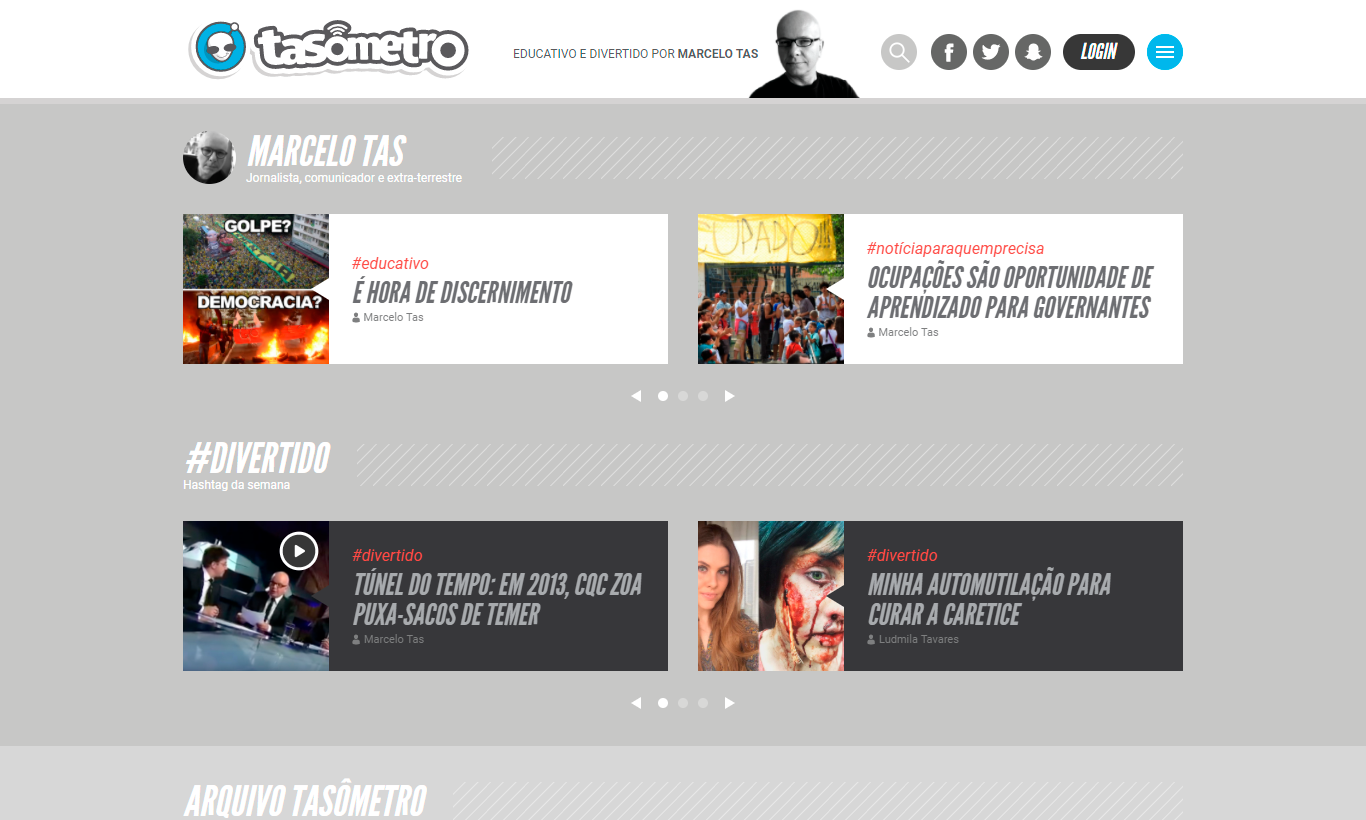 tasômetro
EDUCATIVO E DIVERTIDO POR MARCELO TAS
LOGIN
MARCELO TAS
Jornalista, comunicador e extra-terrestre
GOLPE?
DEMOCRACIA?
#educativo
É HORA DE DISCERNIMENTO
Marcelo Tas
CUPADO!!!
#notíciaparaquemprecisa
OCUPAÇÕES SÃO OPORTUNIDADE DE
APRENDIZADO PARA GOVERNANTES
Marcelo Tas
#DIVERTIDO
Hashtag da semana
#divertido
TÚNEL DO TEMPO: EM 2013, CQC ZOA
PUXA-SACOS DE TEMER
Marcelo Tas
#divertido
MINHA AUTOMUTILAÇÃO PARA
CURAR A CARETICE
Ludmila Tavares
ARQUIVO TASÔMETRO